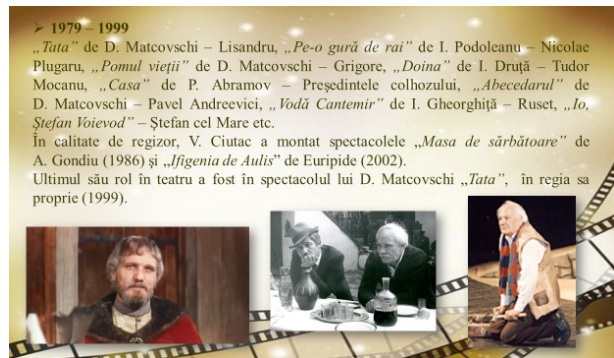 ➢ 1979 – 1999
„Tata” de D. Matcovschi – Lisandru, „Pe-o gură de rai” de I. Podoleanu – Nicolae
Plugaru, „Pomul vieții” de D. Matcovschi – Grigore, „Doina” de I. Druță – Tudor
Mocanu, „Casa” de P. Abramov – Președintele colhozului, „Abecedarul” de
D. Matcovschi – Pavel Andreevici, „Vodă Cantemir” de I. Gheorghiță – Ruset, „Io,
Ștefan Voievod” – Ștefan cel Mare etc.
În calitate de regizor, V. Ciutac a montat spectacolele „Masa de sărbătoare” de
A. Gondiu (1986) și „Ifigenia de Aulis” de Euripide (2002).
Ultimul său rol în teatru a fost în spectacolul lui D. Matcovschi „Tata”, în regia sa
proprie (1999).